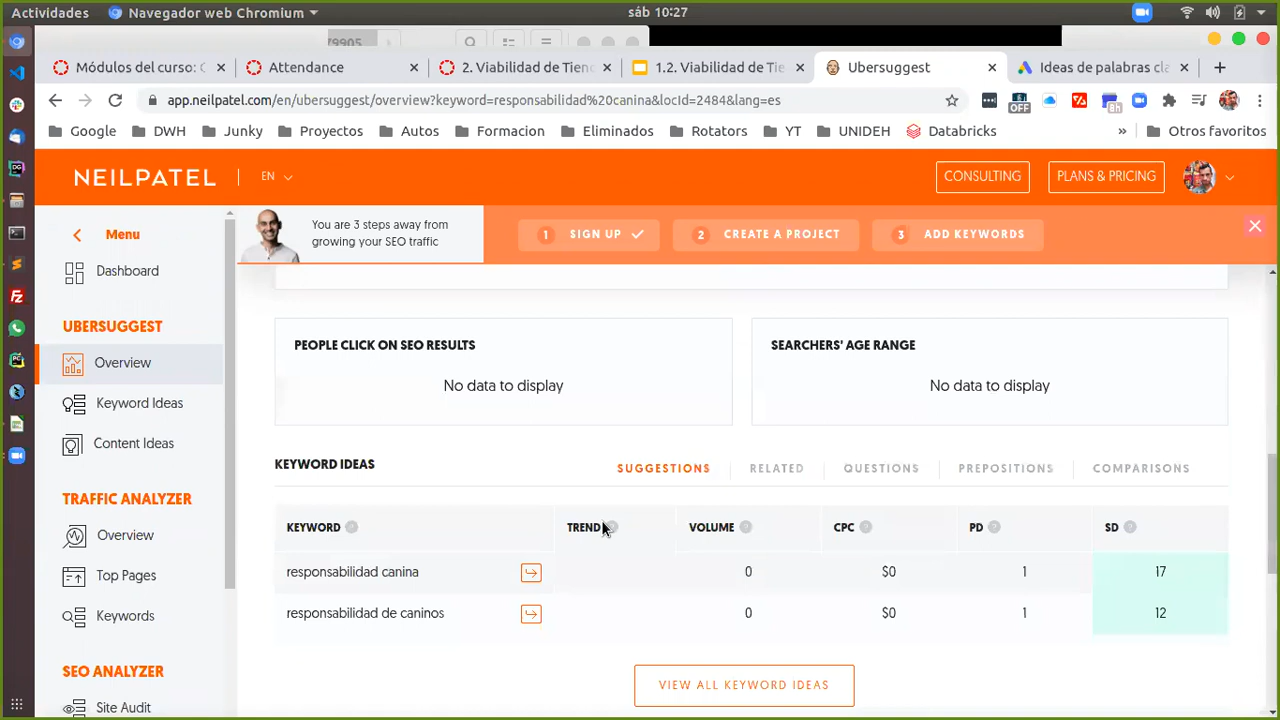 Actividades Navegador web Chromium sáb 10:27
79905
Módulos del curso: Attendance 2. Viabilidad de Tien 1.2. Viabilidad de Tie Ubersuggest Ideas de palabras cla
app.neilpatel.com/en/ubersuggest/overview?keyword=responsabilidad%20canina&locId=2484&lang=es
OFF 8h
Google DWH Junky Proyectos Autos Formacion Eliminados Rotators YT UNIDEH Databricks » Otros favoritos
NEILPATEL EN CONSULTING PLANS & PRICING
You are 3 steps away from
growing your SEO traffic
1 SIGN UP 2 CREATE A PROJECT 3 ADD KEYWORDS
Menu
Dashboard
UBERSUGGEST
Overview
Keyword Ideas
Content Ideas
TRAFFIC ANALYZER
Overview
Top Pages
Keywords
SEO ANALYZER
Site Audit
PEOPLE CLICK ON SEO RESULTS
No data to display
SEARCHERS' AGE RANGE
No data to display
KEYWORD IDEAS SUGGESTIONS RELATED QUESTIONS PREPOSITIONS COMPARISONS
KEYWORD TREND VOLUME CPC PD SD
responsabilidad canina 0 $0 1 17
responsabilidad de caninos 0 $0 1 12
VIEW ALL KEYWORD IDEAS